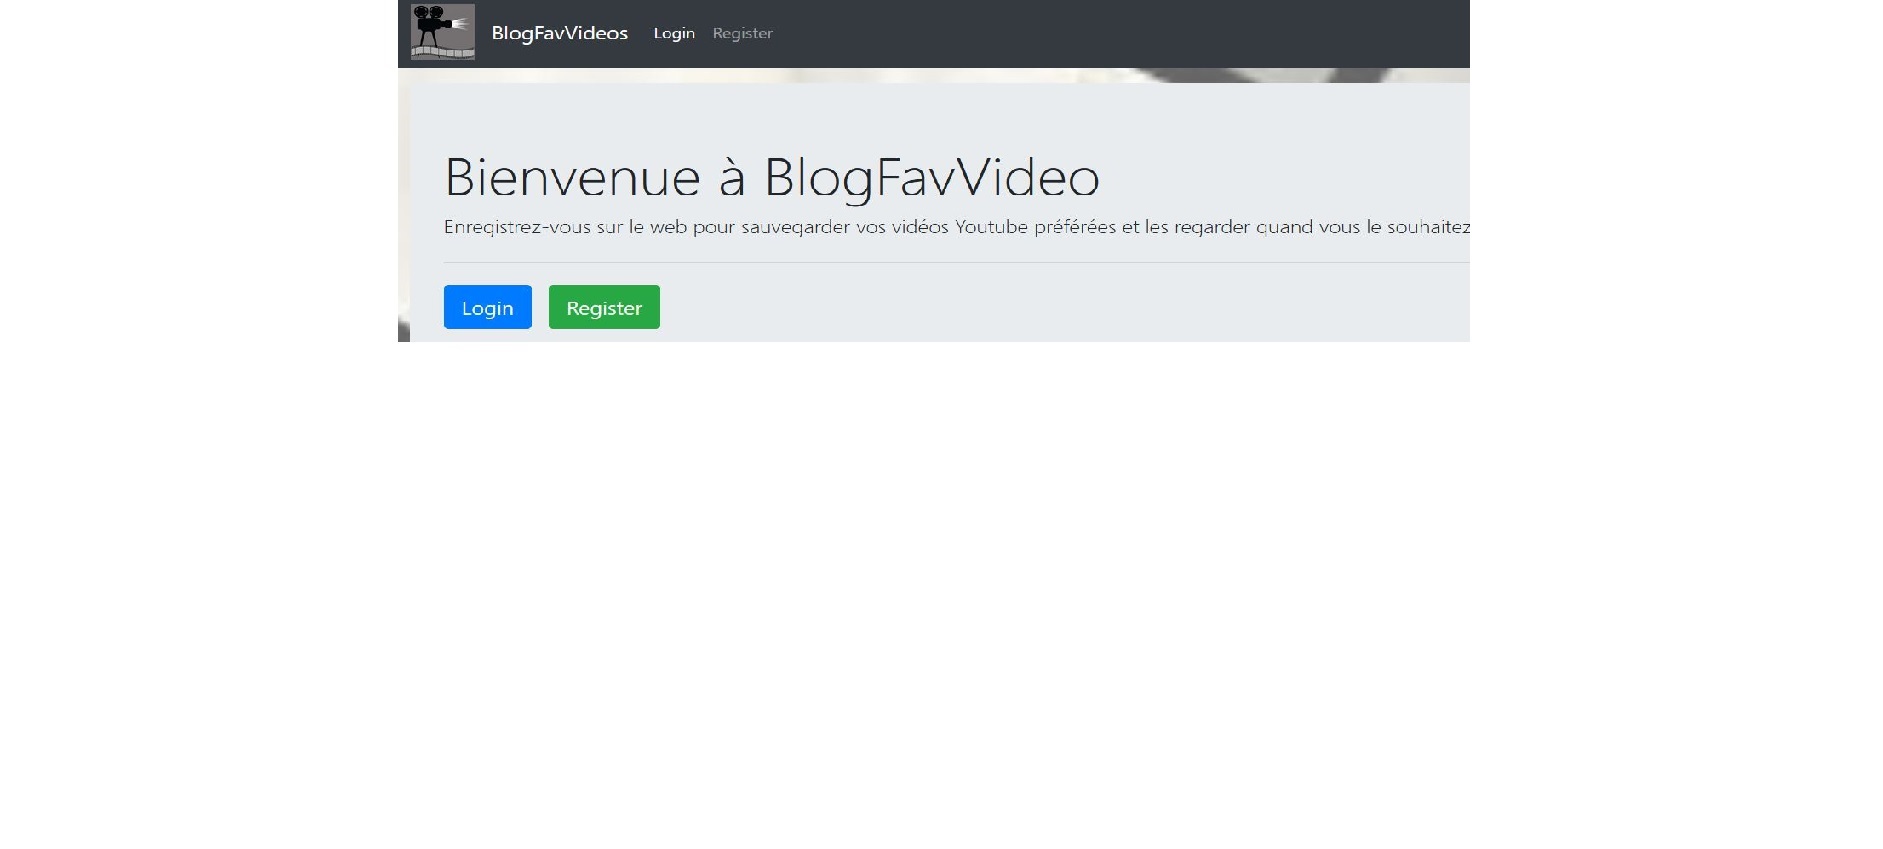 BlogFavVideos Login Register
Bienvenue à BlogFavVideo
Enregistrez-vous sur le web pour sauvegarder vos vidéos Youtube préférées et les regarder quand vous le souhaitez
Login Register